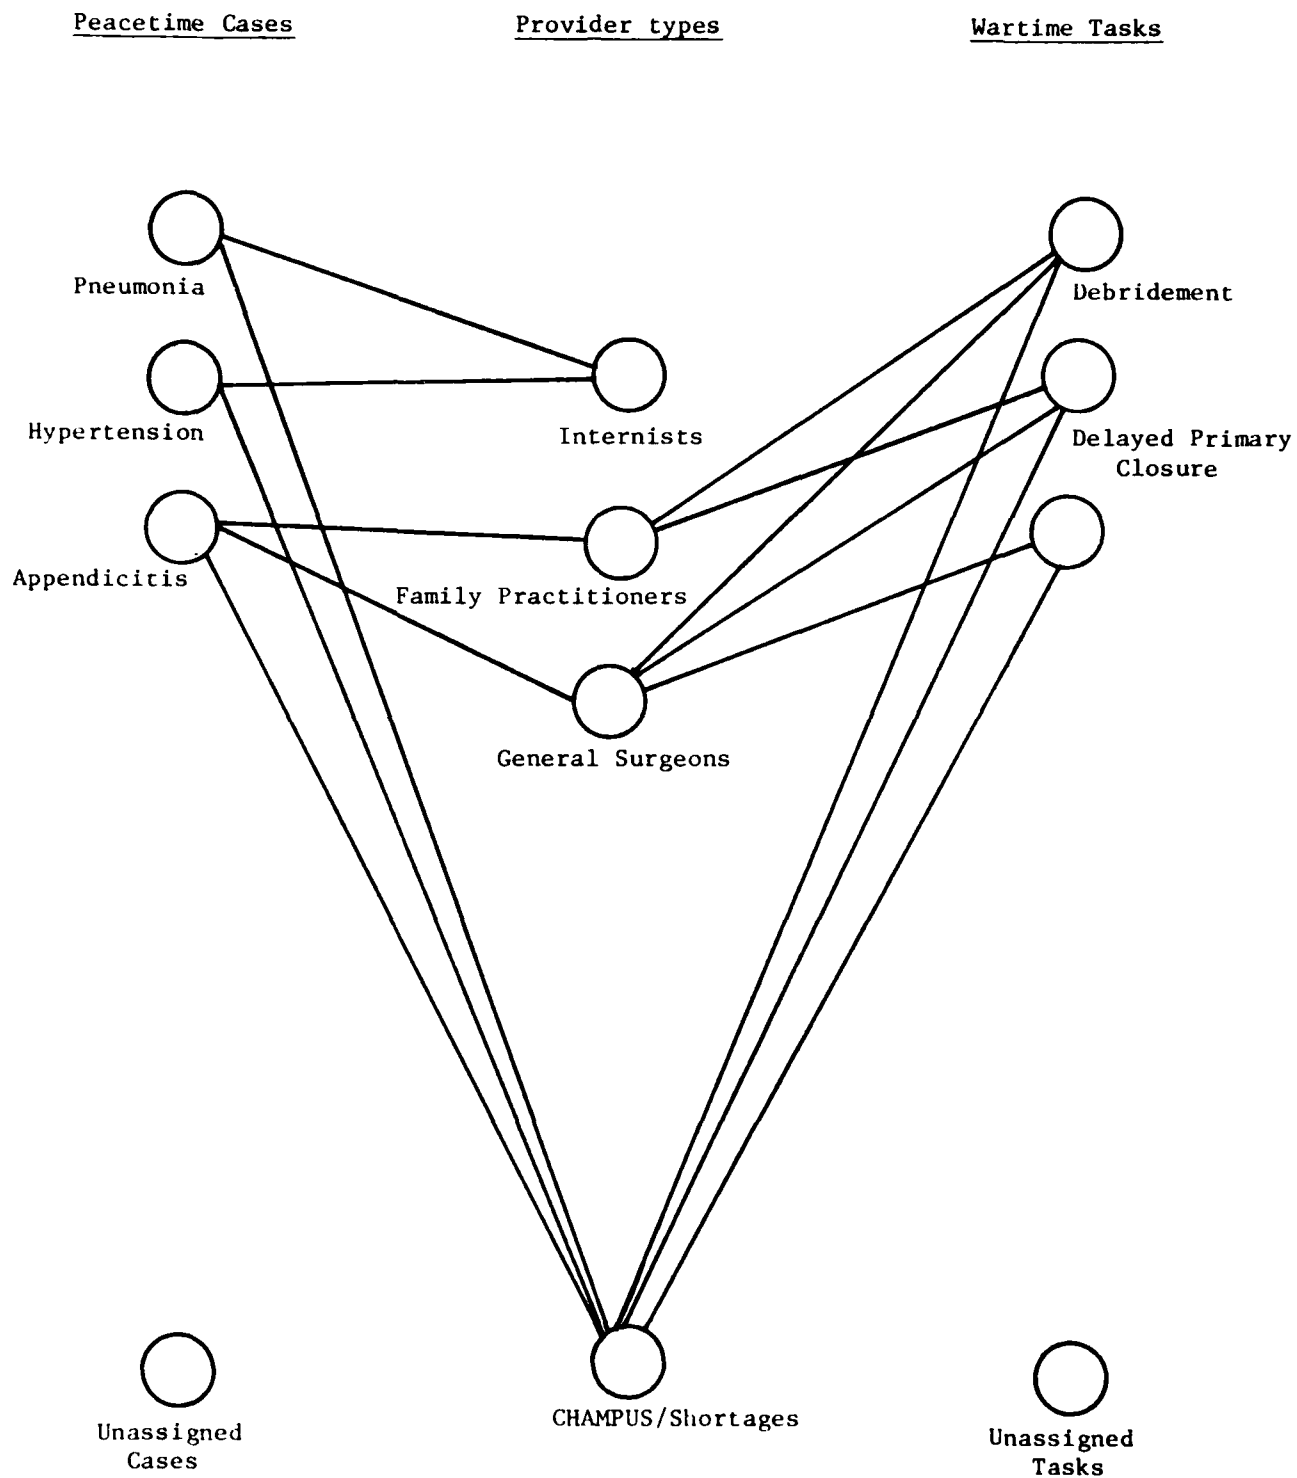 Peacetime Cases
Provider types
Wartime Tasks
Pneumonia
Debridement
Hypertension
Internists
Delayed Primary
Closure
Appendicitis
Family Practitioners
General Surgeons
Unassigned
Cases
CHAMPUS/Shortages
Unassigned
Tasks